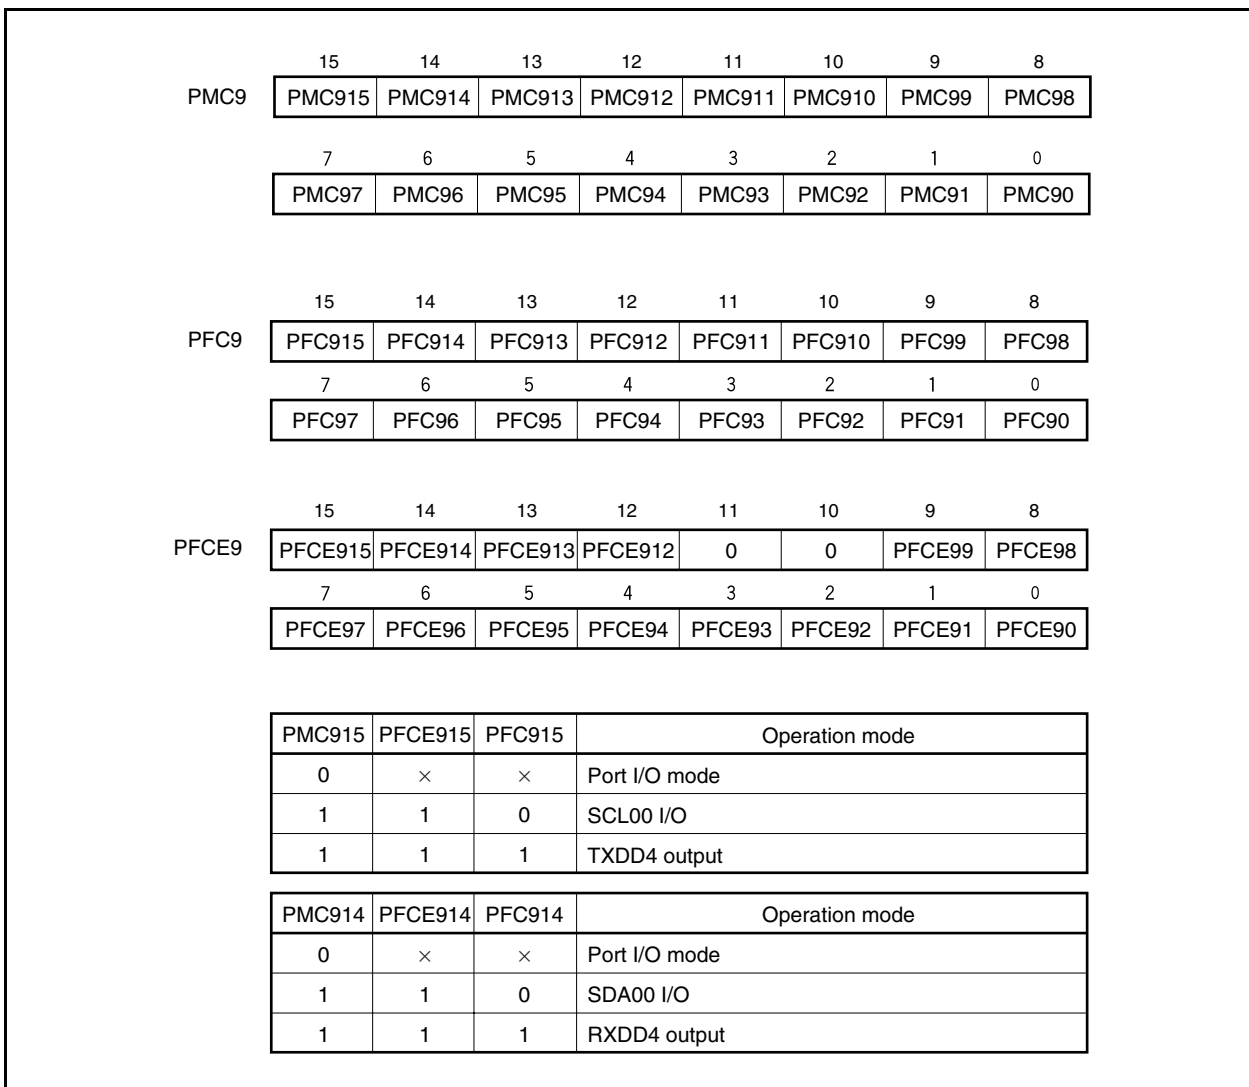 15 14 13 12 11 10 9 8
PMC9 PMC915 PMC914 PMC913 PMC912 PMC911 PMC910 PMC99 PMC98
7 6 5 4 3 2 1 0
PMC97 PMC96 PMC95 PMC94 PMC93 PMC92 PMC91 PMC90
15 14 13 12 11 10 9 8
PFC9 PFC915 PFC914 PFC913 PFC912 PFC911 PFC910 PFC99 PFC98
7 6 5 4 3 2 1 0
PFC97 PFC96 PFC95 PFC94 PFC93 PFC92 PFC91 PFC90
15 14 13 12 11 10 9 8
PFCE9 PFCE915 PFCE914 PFCE913 PFCE912 0 0 PFCE99 PFCE98
7 6 5 4 3 2 1 0
PFCE97 PFCE96 PFCE95 PFCE94 PFCE93 PFCE92 PFCE91 PFCE90
PMC915 PFCE915 PFC915 Operation mode
0 × × Port I/O mode
1 1 0 SCL00 I/O
1 1 1 TXDD4 output
PMC914 PFCE914 PFC914 Operation mode
0 × × Port I/O mode
1 1 0 SDA00 I/O
1 1 1 RXDD4 output